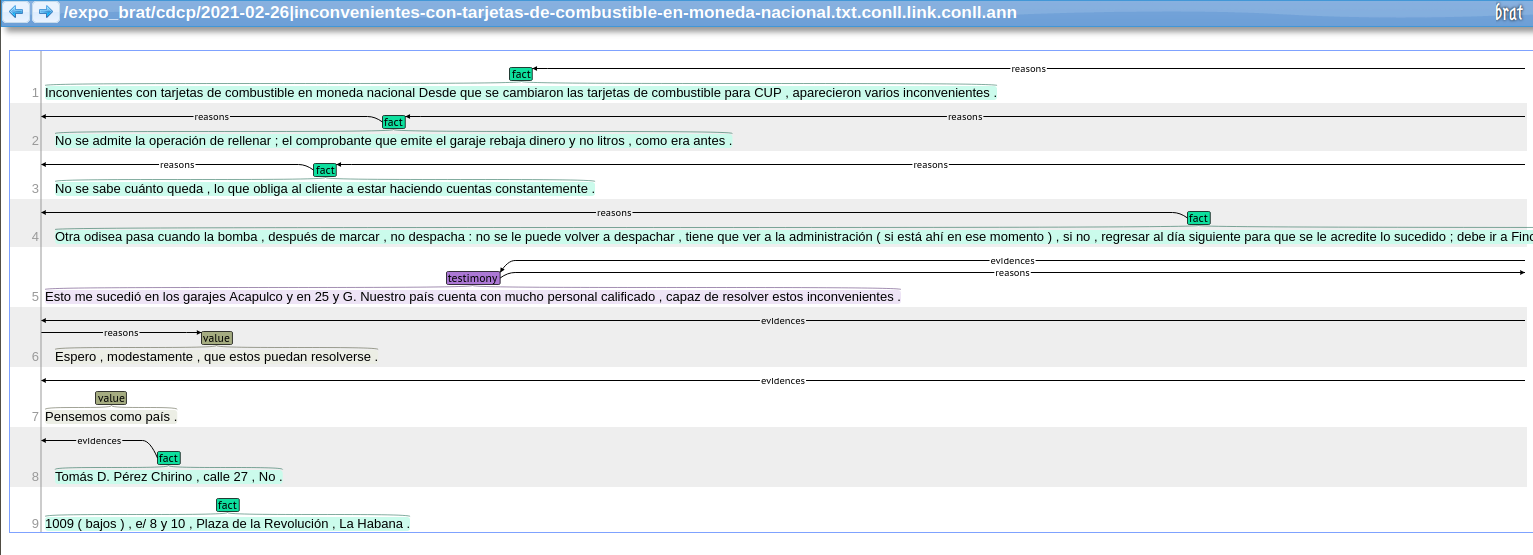 /expo_brat/cdcp/2021-02-26|inconvenientes-con-tarjetas-de-combustible-en-moneda-nacional.txt.conll.link.conll.ann
brat
fact reasons
1 Inconvenientes con tarjetas de combustible en moneda nacional Desde que se cambiaron las tarjetas de combustible para CUP , aparecieron varios inconvenientes .
reasons fact reasons
2 No se admite la operación de rellenar ; el comprobante que emite el garaje rebaja dinero y no litros , como era antes .
reasons fact reasons
3 No se sabe cuánto queda , lo que obliga al cliente a estar haciendo cuentas constantemente .
reasons fact
4 Otra odisea pasa cuando la bomba , después de marcar , no despacha : no se le puede volver a despachar , tiene que ver a la administración ( si está ahí en ese momento ) , si no , regresar al día siguiente para que se le acredite lo sucedido ; debe ir a Finc
evidences
testimony reasons
5 Esto me sucedió en los garajes Acapulco y en 25 y G. Nuestro país cuenta con mucho personal calificado , capaz de resolver estos inconvenientes .
evidences
reasons value
6 Espero , modestamente , que estos puedan resolverse .
evidences
value
7 Pensemos como país .
evidences fact
8 Tomás D. Pérez Chirino , calle 27 , No .
fact
9 1009 ( bajos ) , e/ 8 y 10 , Plaza de la Revolución , La Habana .